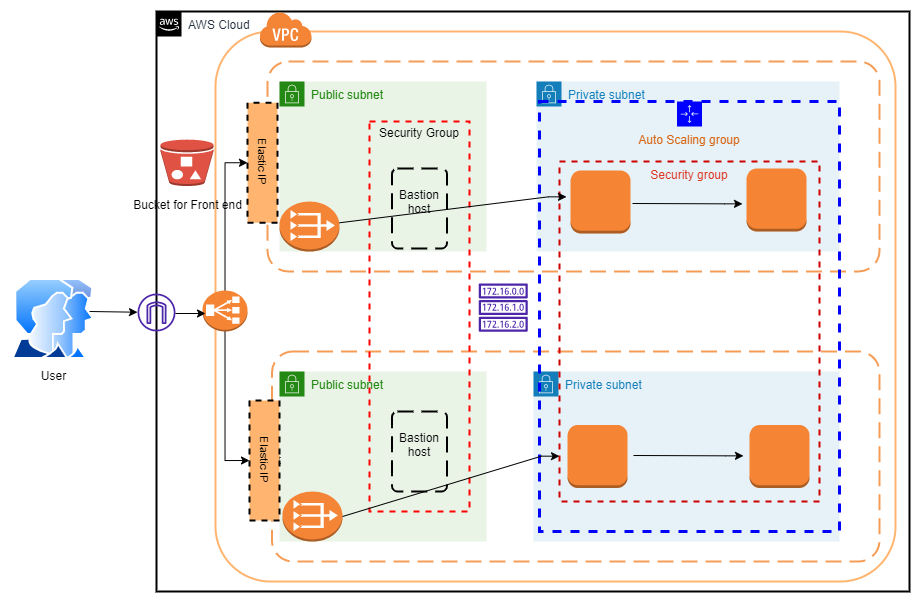 aws
AWS Cloud
VPC
Public subnet
Private subnet
Security Group
Auto Scaling group
Elastic IP
Security group
Bastion
host
Bucket for Front end
172.16.0.0
172.16.1.0
172.16.2.0
User
Public subnet
Private subnet
Elastic IP
Bastion
host